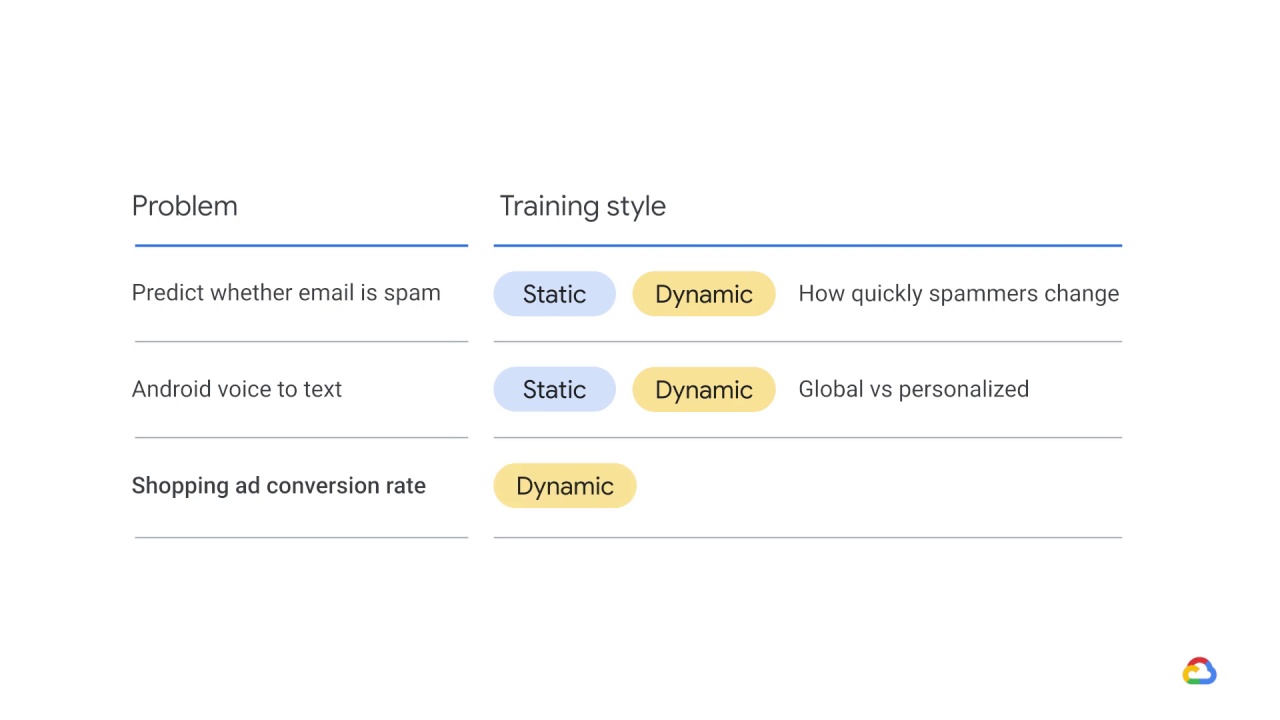 Problem
Training style
Predict whether email is spam
Static
Dynamic
How quickly spammers change
Android voice to text
Static
Dynamic
Global vs personalized
Shopping ad conversion rate
Dynamic